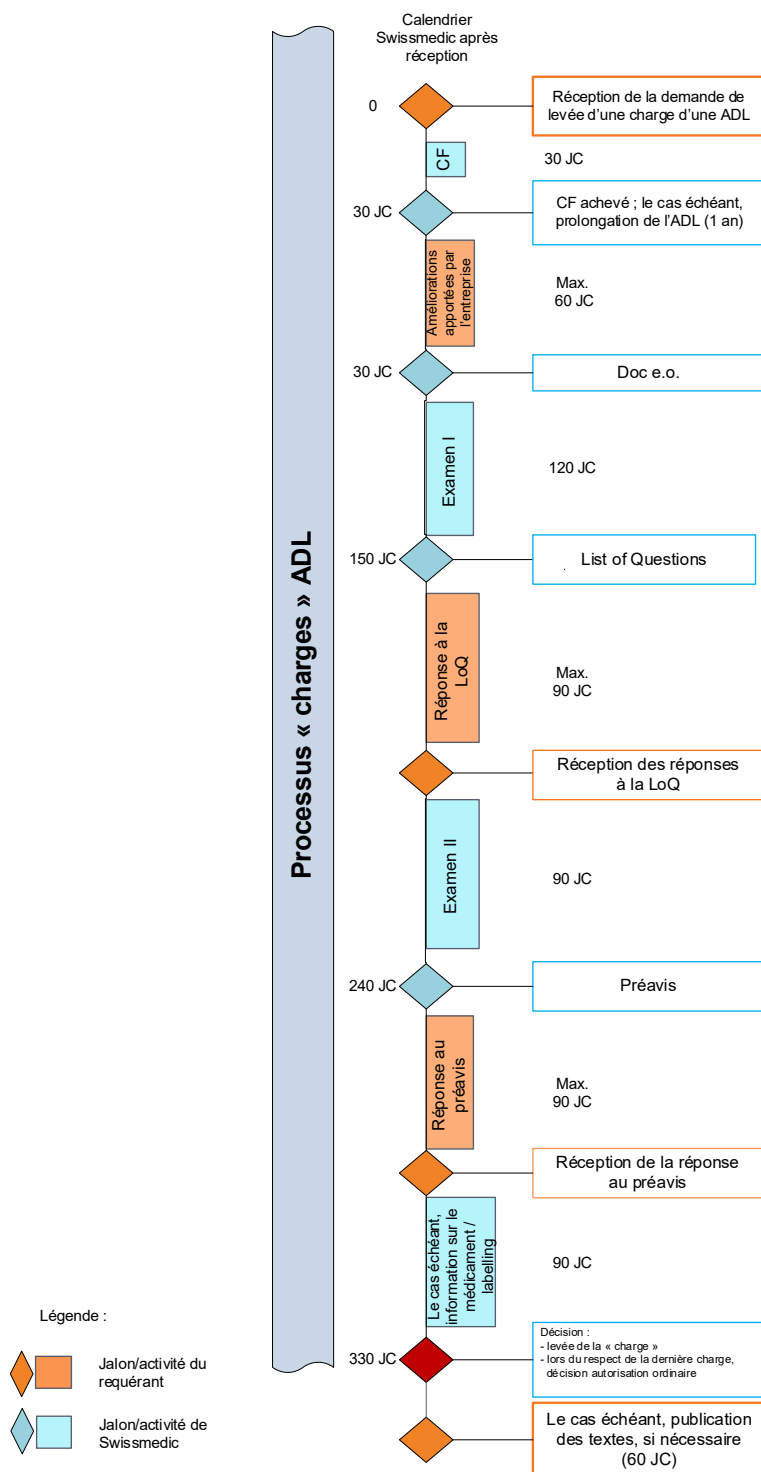 Calendrier
Swissmedic après
réception
0
Réception de la demande de
levée d’une charge d’une ADL
CF
30 JC
30 JC
CF achevé ; le cas échéant,
prolongation de l’ADL (1 an)
Améliorations
apportées par
l’entreprise
Max.
60 JC
30 JC
Doc e.o.
Examen I
120 JC
Processus « charges » ADL
150 JC
List of Questions
Réponse à la
LoQ
Max.
90 JC
Réception des réponses
à la LoQ
Examen II
90 JC
240 JC
Préavis
Réponse au
préavis
Max.
90 JC
Réception de la réponse
au préavis
Le cas échéant,
information sur le
médicament /
labelling
90 JC
330 JC
Décision :
- levée de la « charge »
- lors du respect de la dernière charge,
décision autorisation ordinaire
Le cas échéant, publication
des textes, si nécessaire
(60 JC)
Légende :
Jalon/activité du
requérant
Jalon/activité de
Swissmedic